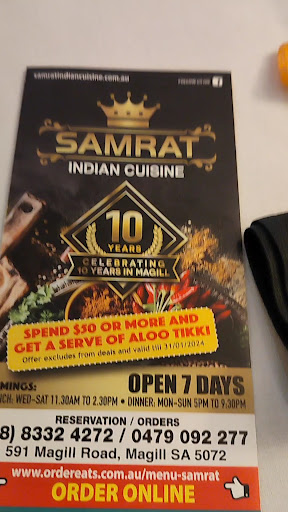 samratindiancuisine.com.au
SAMRAT
INDIAN CUISINE
10
YEARS
CELEBRATING
10 YEARS IN MAGILL
SPEND $50 OR MORE AND
GET A SERVE OF ALOO TIKKI
Offer excludes from deals and valid till 31/01/2024
MINGS: OPEN 7 DAYS
CH: WED-SAT 11.30AM TO 2.30PM • DINNER: MON-SUN 5PM TO 9.30PM
RESERVATION / ORDERS
8) 8332 4272 / 0479 092 277
591 Magill Road, Magill SA 5072
www.ordereats.com.au/menu-samrat
ORDER ONLINE